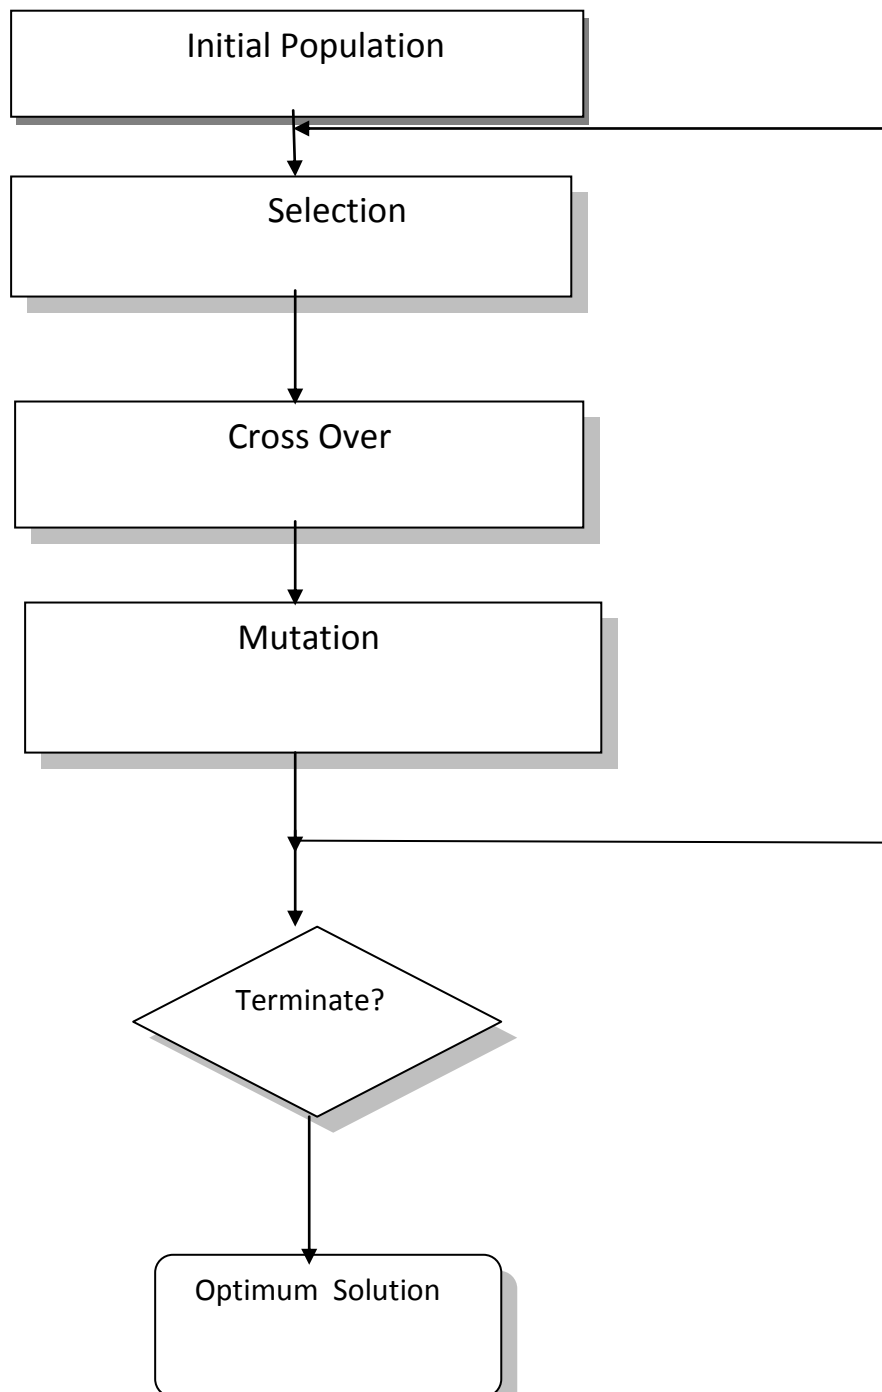 Initial Population
Selection
Cross Over
Mutation
Terminate?
Optimum Solution